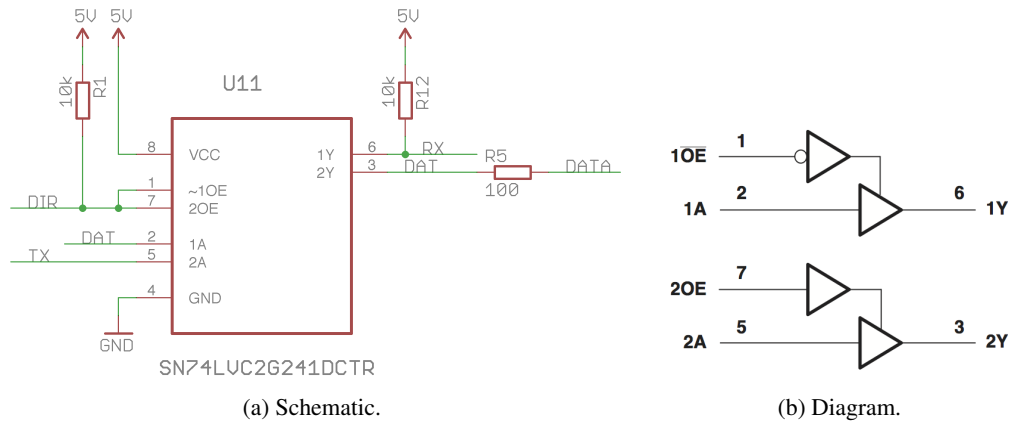 5V 5V 5V
10k R1 U11 10k R12
8 VCC 1Y 6 RX
2Y 3 DAT R5 DATA
1 ~1OE
DIR 7 2OE 100
DAT 2 1A
TX 5 2A
4 GND
GND
SN74LVC2G241DCTR
(a) Schematic.
1OE 1
1A 2 6 1Y
2OE 7
2A 5 3 2Y
(b) Diagram.